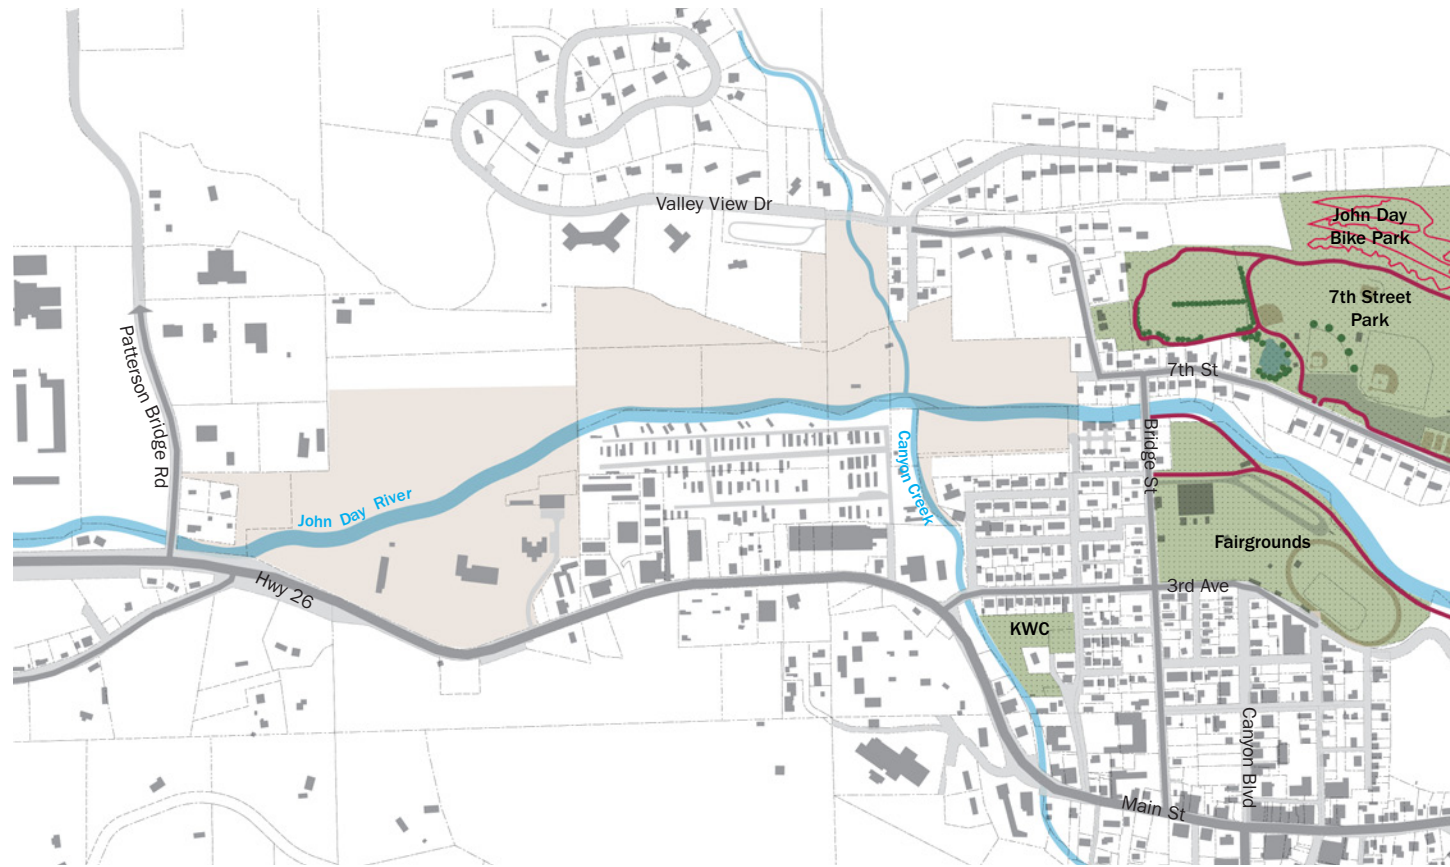 Valley View Dr
John Day
Bike Park
7th Street
Park
Patterson Bridge Rd
7th St
Bridge St
Canyon Creek
John Day River
Fairgrounds
Hwy 26
3rd Ave
KWC
Canyon Blvd
Main St